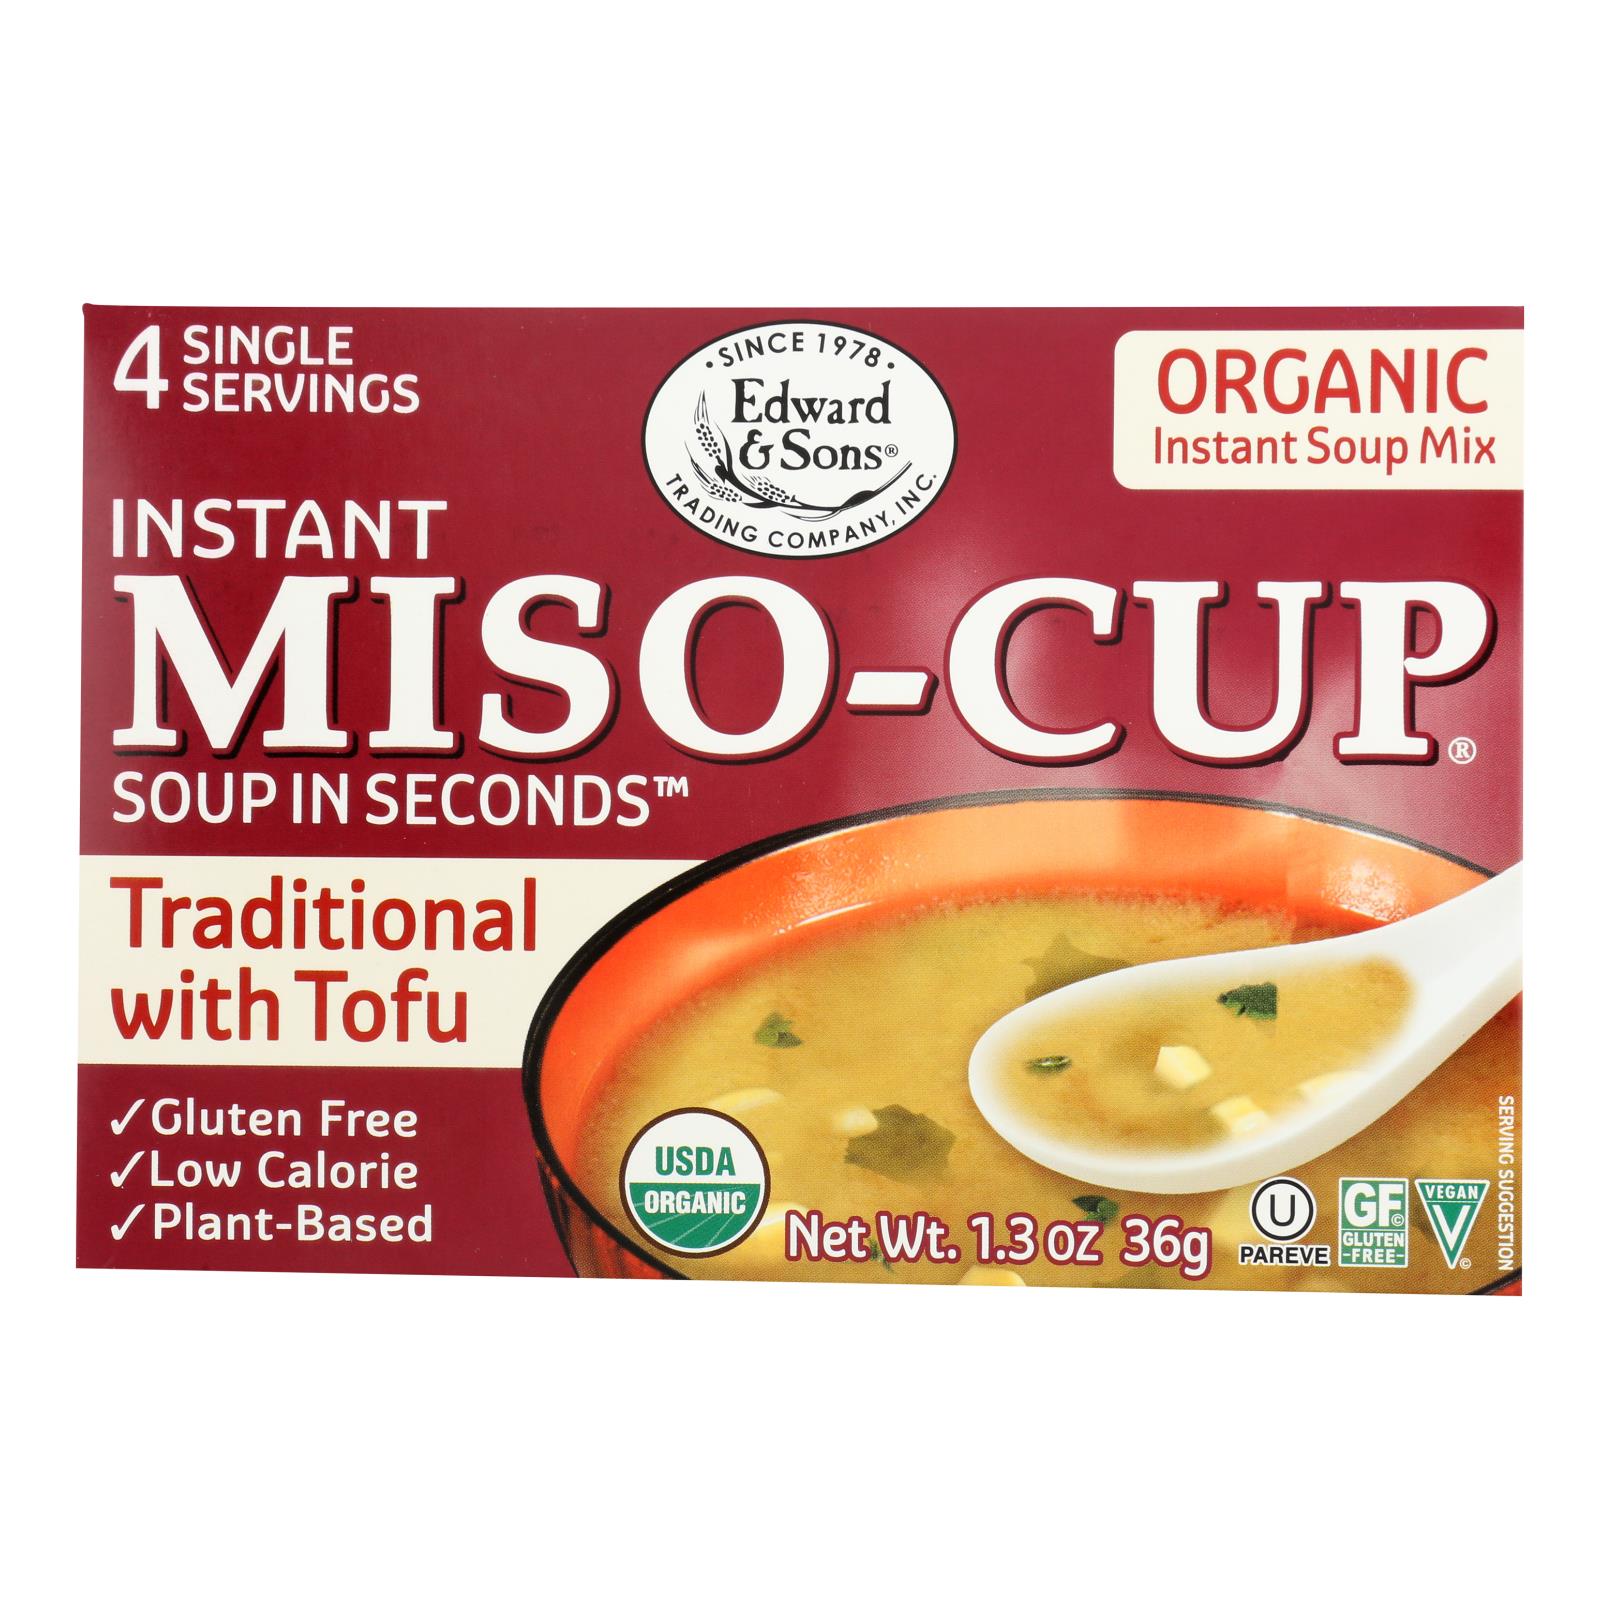 4 SINGLE
SERVINGS
• SINCE 1978 •
Edward
& Sons®
TRADING COMPANY, INC.
ORGANIC
Instant Soup Mix
INSTANT
MISO-CUP®
SOUP IN SECONDS™
Traditional
with Tofu
✓Gluten Free
✓Low Calorie
✓Plant-Based
USDA
ORGANIC
Net Wt. 1.3 oz 36g
U
PAREVE
GF©
GLUTEN
-FREE-
VEGAN
V©
SERVING SUGGESTION